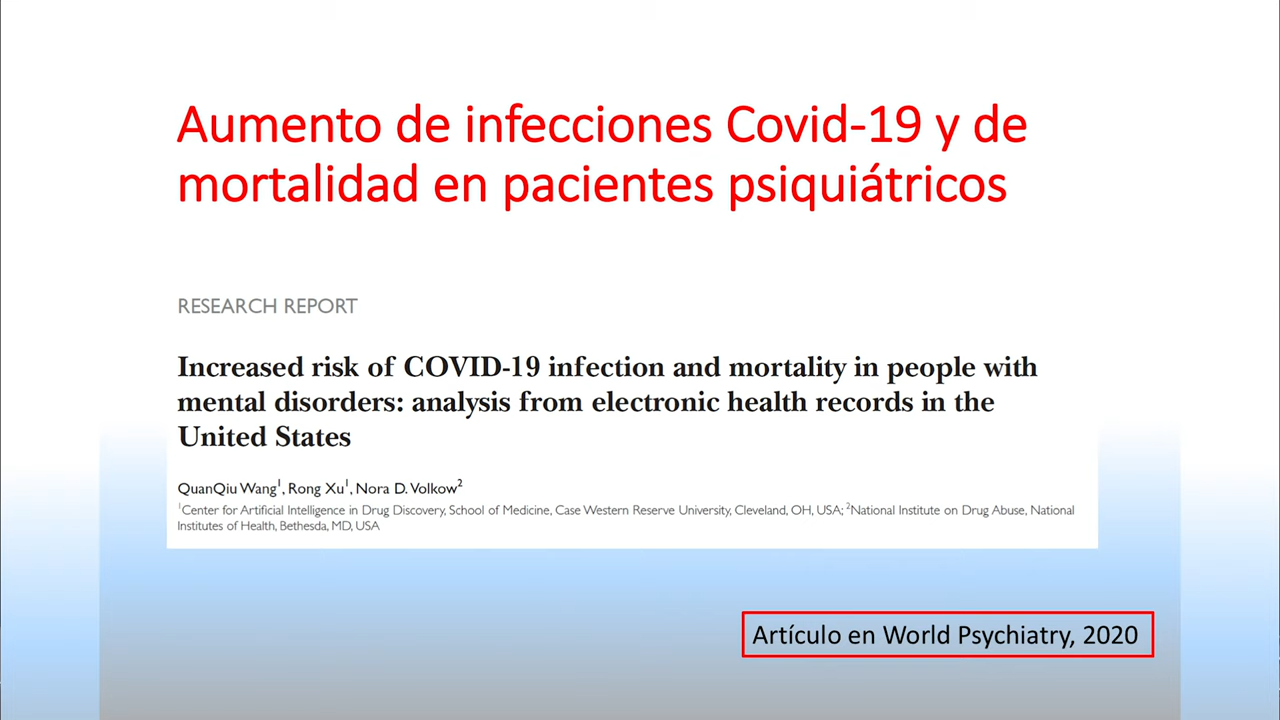 Aumento de infecciones Covid-19 y de
mortalidad en pacientes psiquiátricos
RESEARCH REPORT
Increased risk of COVID-19 infection and mortality in people with
mental disorders: analysis from electronic health records in the
United States
QuanQiu Wang¹, Rong Xu¹, Nora D. Volkow²
¹Center for Artificial Intelligence in Drug Discovery, School of Medicine, Case Western Reserve University, Cleveland, OH, USA; ²National Institute on Drug Abuse, National
Institutes of Health, Bethesda, MD, USA
Artículo en World Psychiatry, 2020